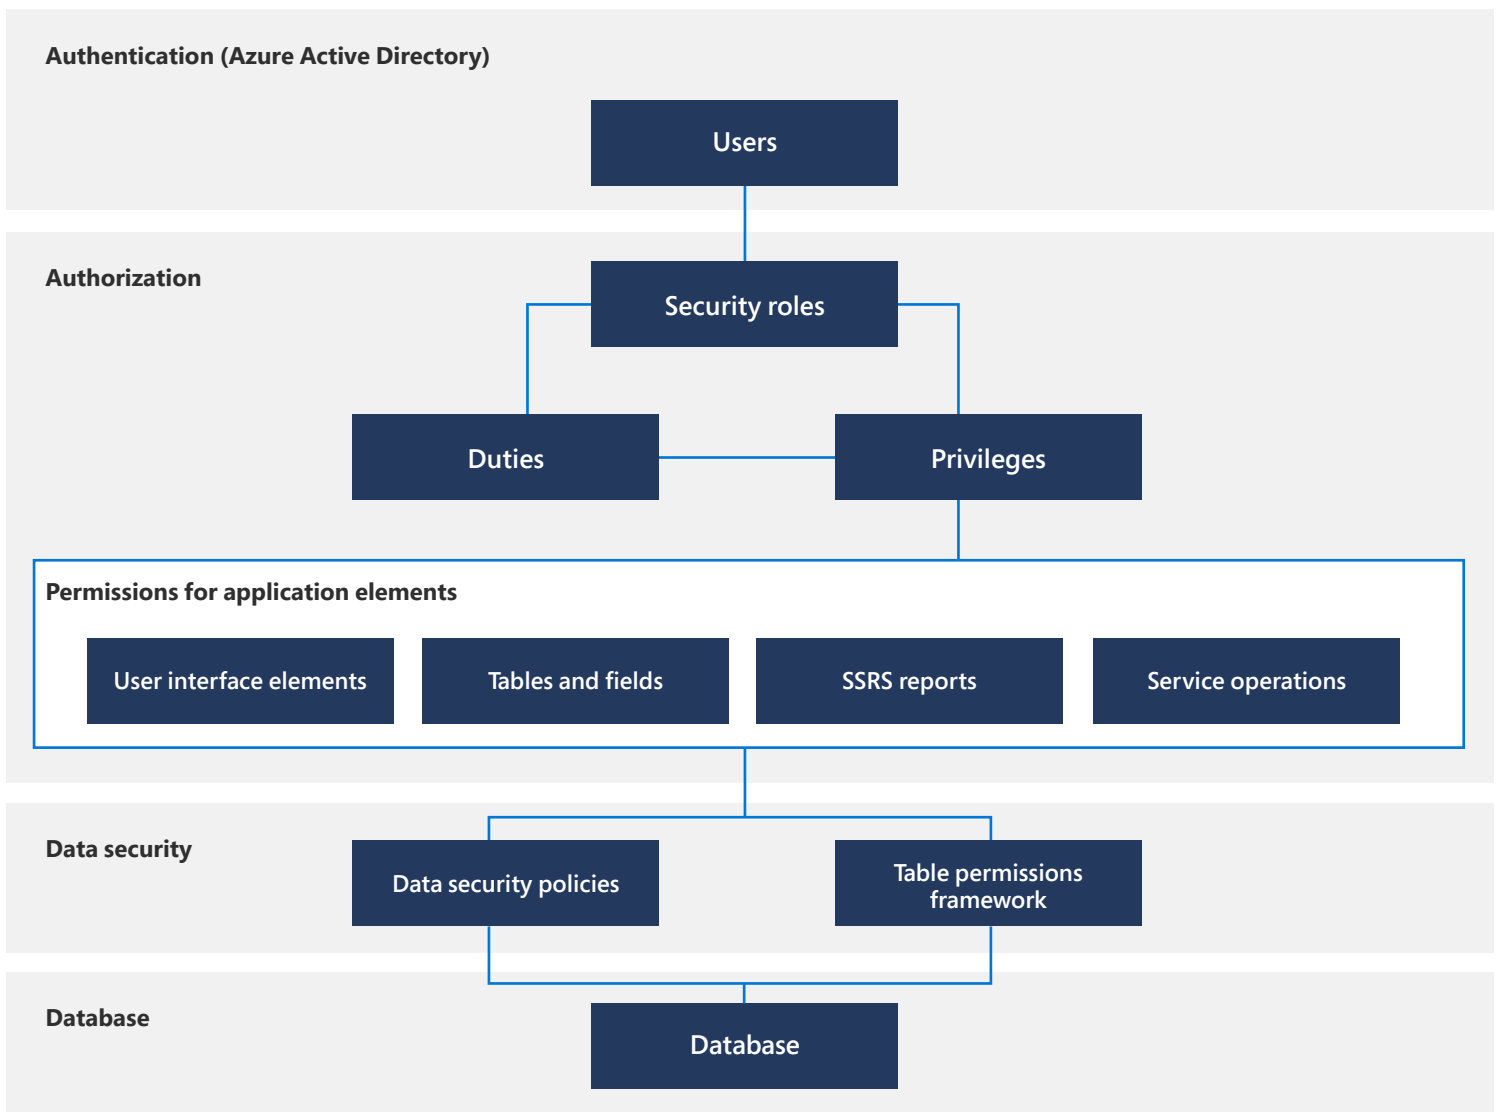 Authentication (Azure Active Directory)
Users
Authorization
Security roles
Duties
Privileges
Permissions for application elements
User interface elements
Tables and fields
SSRS reports
Service operations
Data security
Data security policies
Table permissions
framework
Database
Database